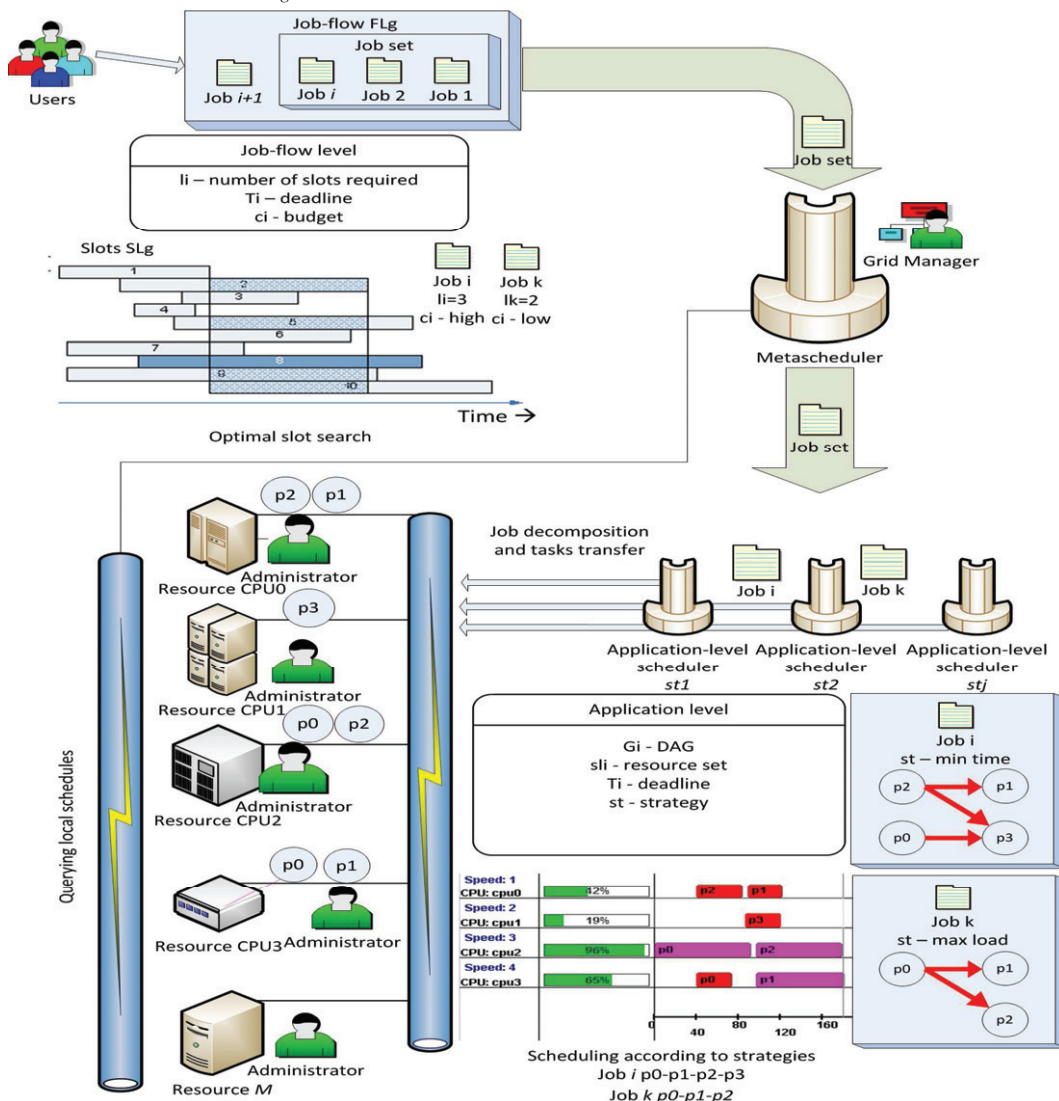 Job-flow FLg
Job set
Job i+1
Job i
Job 2
Job 1
Users
Job-flow level
li – number of slots required
Ti – deadline
ci - budget
Job set
Grid Manager
Metascheduler
Slots SLg
1
2
3
4
5
6
7
8
9
10
Job i
li=3
ci - high
Job k
lk=2
ci - low
Time →
Optimal slot search
Job set
Querying local schedules
p2
p1
Administrator
Resource CPU0
p3
Administrator
Resource CPU1
p0
p2
Administrator
Resource CPU2
p0
p1
Resource CPU3
Administrator
Administrator
Resource M
Job decomposition
and tasks transfer
Job i
Job k
Application-level
scheduler
st1
Application-level
scheduler
st2
Application-level
scheduler
stj
Application level
Gi - DAG
sli - resource set
Ti - deadline
st - strategy
Job i
st – min time
p2
p1
p0
p3
Speed: 1
CPU: cpu0
42%
p2
p1
Speed: 2
CPU: cpu1
19%
p3
Speed: 3
CPU: cpu2
96%
p0
p2
Speed: 4
CPU: cpu3
65%
p0
p1
0
40
80
120
160
Job k
st – max load
p0
p1
p2
Scheduling according to strategies
Job i p0-p1-p2-p3
Job k p0-p1-p2